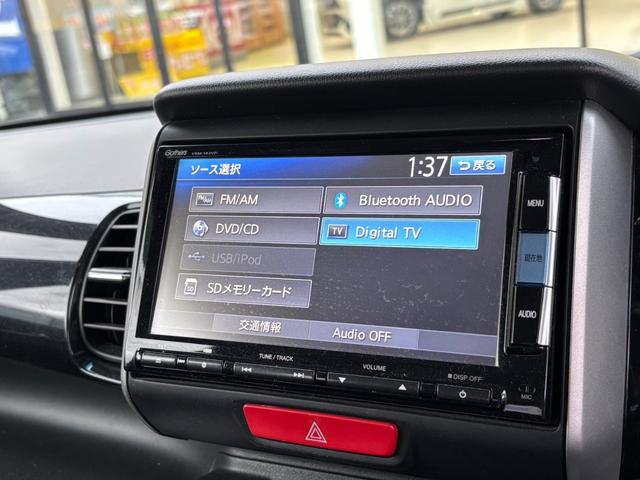 Gathers VXM-142VFi
ソース選択
1:37
戻る
FM/AM
Bluetooth AUDIO
DVD/CD
TV Digital TV
USB/iPod
SD SDメモリーカード
交通情報
Audio OFF
MENU
現在地
AUDIO
TUNE/TRACK
VOLUME
DISP OFF
MIC